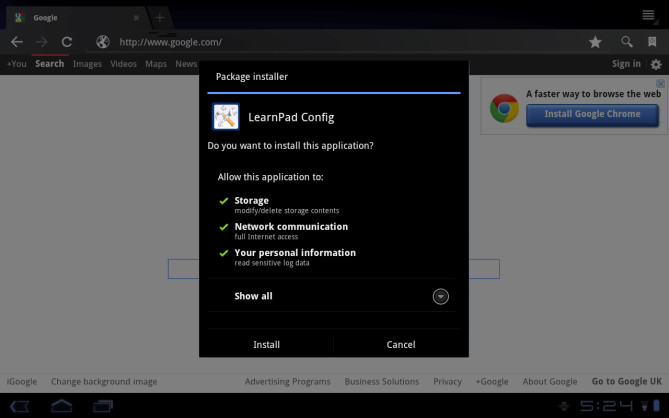 Google
http://www.google.com/
+You Search Images Videos Maps News
Sign in
Package installer
LearnPad Config
Do you want to install this application?
Allow this application to:
Storage
modify/delete storage contents
Network communication
full Internet access
Your personal information
read sensitive log data
Show all
Install Cancel
A faster way to browse the web
Install Google Chrome
iGoogle Change background image Advertising Programs Business Solutions Privacy +Google About Google Go to Google UK
5:24